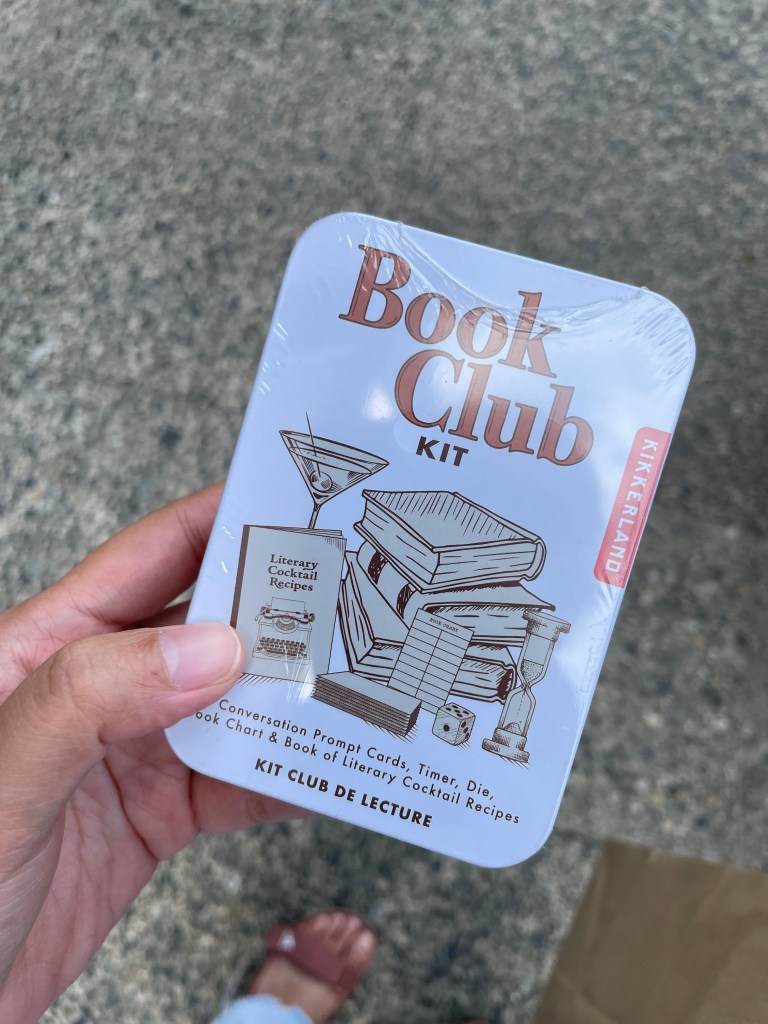 Book
Club
KIT
KIKKERLAND
Literary
Cocktail
Recipes
BOOK CHART
Conversation Prompt Cards, Timer, Die,
Chart & Book of Literary Cocktail Recipes
KIT CLUB DE LECTURE